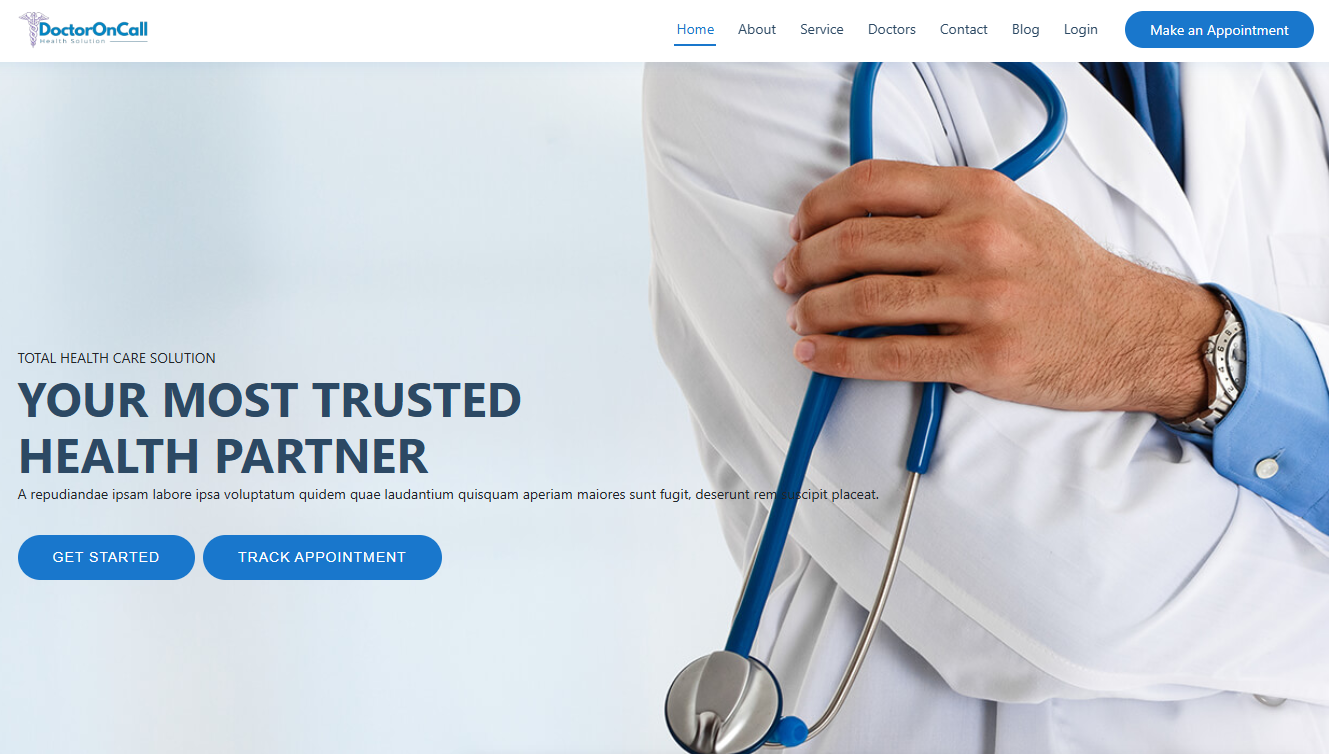 DoctorOnCall
Health Solution
Home
About
Service
Doctors
Contact
Blog
Login
Make an Appointment
TOTAL HEALTH CARE SOLUTION
YOUR MOST TRUSTED
HEALTH PARTNER
A repudiandae ipsam labore ipsa voluptatum quidem quae laudantium quisquam aperiam maiores sunt fugit, deserunt rem suscipit placeat.
GET STARTED
TRACK APPOINTMENT